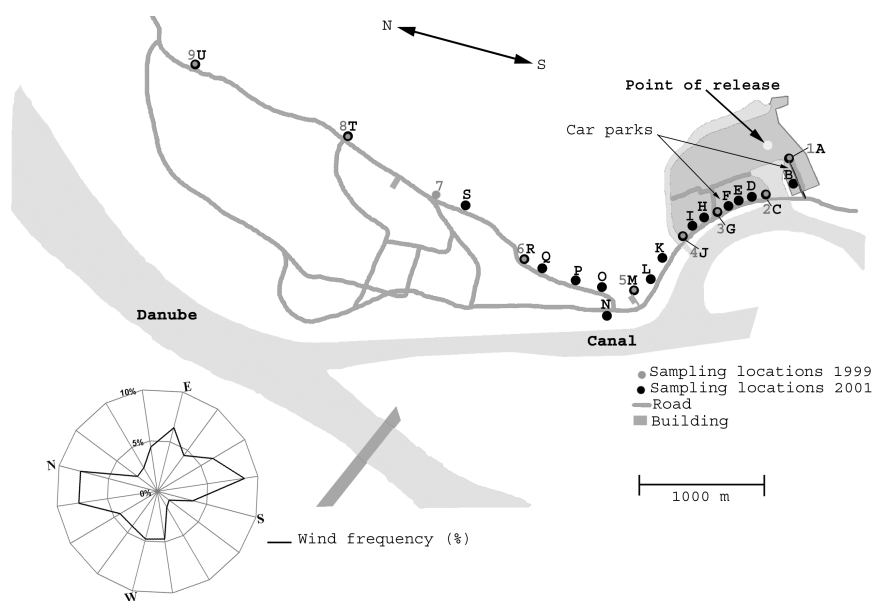 N
S
9U
Point of release
Car parks
1A
8T
B
7
S
F E D
2C
I H
3G
6R
Q
K
4J
P
O
L
5M
N
Danube
Canal
Sampling locations 1999
Sampling locations 2001
Road
Building
1000 m
10%
E
5%
N
0%
S
W
Wind frequency (%)